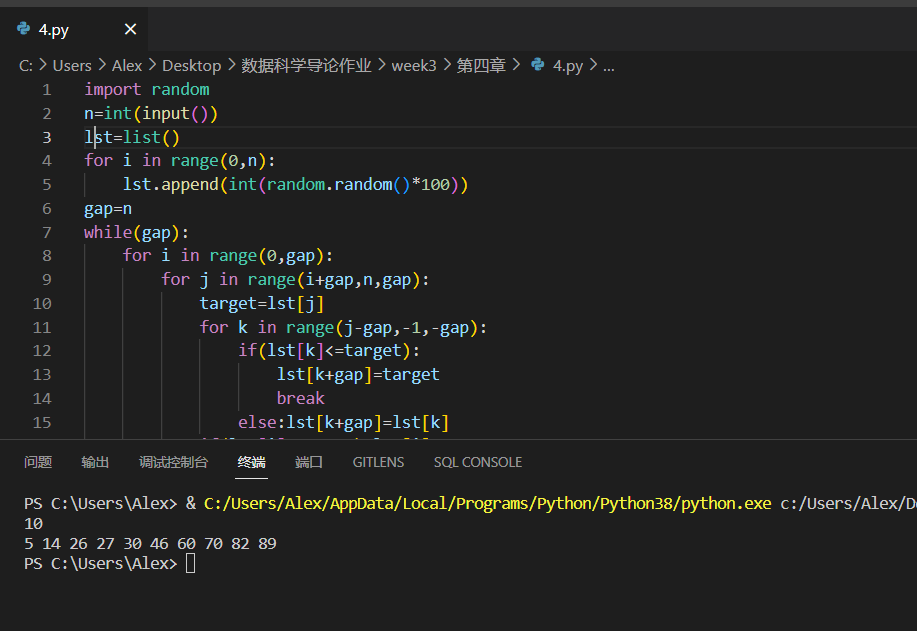 4.py ×
C: > Users > Alex > Desktop > 数据科学导论作业 > week3 > 第四章 > 4.py > ...
1 import random
2 n=int(input())
3 lst=list()
4 for i in range(0,n):
5 lst.append(int(random.random()*100))
6 gap=n
7 while(gap):
8 for i in range(0,gap):
9 for j in range(i+gap,n,gap):
10 target=lst[j]
11 for k in range(j-gap,-1,-gap):
12 if(lst[k]<=target):
13 lst[k+gap]=target
14 break
15 else:lst[k+gap]=lst[k]
问题 输出 调试控制台 终端 端口 GITLENS SQL CONSOLE
PS C:\Users\Alex> & C:/Users/Alex/AppData/Local/Programs/Python/Python38/python.exe c:/Users/Alex/D
10
5 14 26 27 30 46 60 70 82 89
PS C:\Users\Alex>